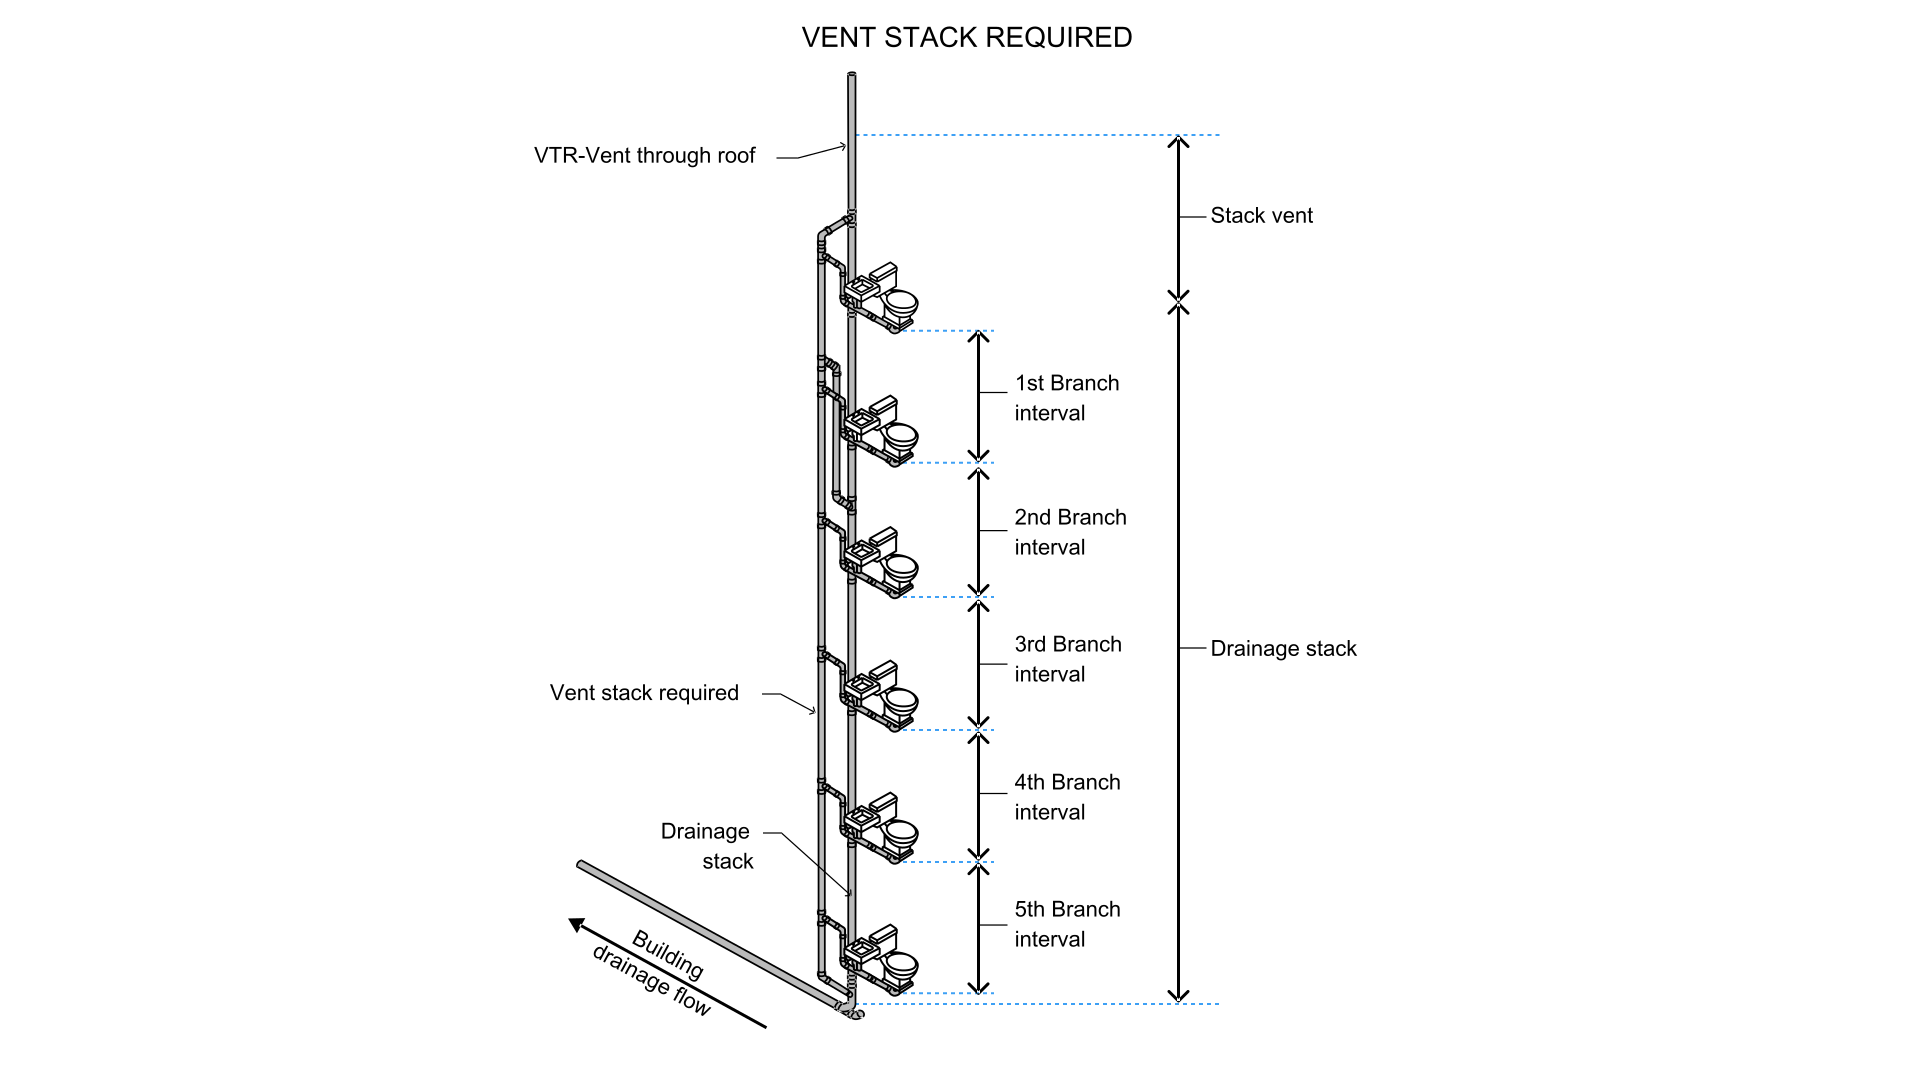 VENT STACK REQUIRED
VTR-Vent through roof
Stack vent
1st Branch
interval
2nd Branch
interval
3rd Branch
interval
Drainage stack
Vent stack required
4th Branch
interval
Drainage
stack
5th Branch
interval
Building
drainage flow